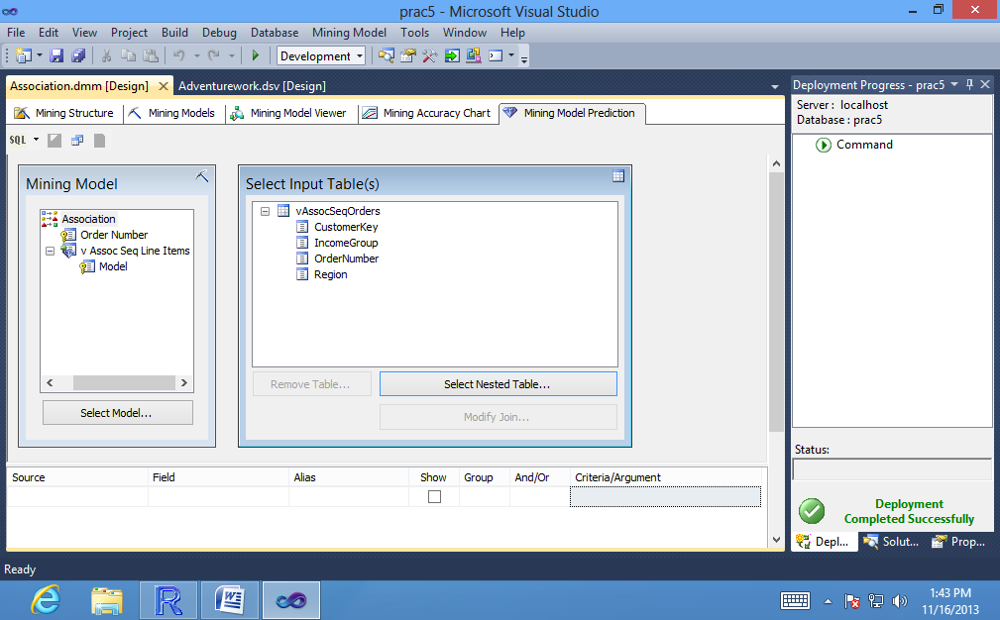 prac5 - Microsoft Visual Studio
File Edit View Project Build Debug Database Mining Model Tools Window Help
Development
Association.dmm [Design] Adventurework.dsv [Design]
Mining Structure Mining Models Mining Model Viewer Mining Accuracy Chart Mining Model Prediction
SQL
Mining Model
Association
Order Number
v Assoc Seq Line Items
Model
Select Model...
Select Input Table(s)
vAssocSeqOrders
CustomerKey
IncomeGroup
OrderNumber
Region
Remove Table...
Select Nested Table...
Modify Join...
Source Field Alias Show Group And/Or Criteria/Argument
Deployment Progress - prac5
Server : localhost
Database : prac5
Command
Status:
Deployment
Completed Successfully
Depl... Solut... Prop...
Ready
1:43 PM
11/16/2013